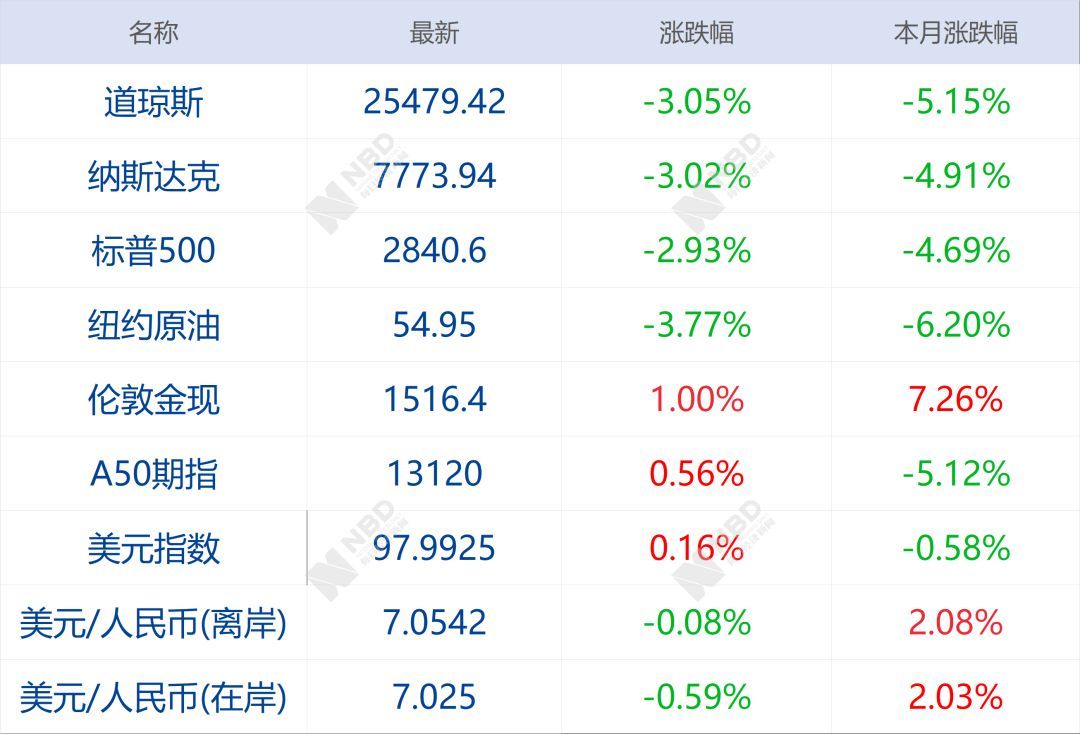 名称 最新 涨跌幅 本月涨跌幅
道琼斯 25479.42 -3.05% -5.15%
纳斯达克 7773.94 -3.02% -4.91%
标普500 2840.6 -2.93% -4.69%
纽约原油 54.95 -3.77% -6.20%
伦敦金现 1516.4 1.00% 7.26%
A50期指 13120 0.56% -5.12%
美元指数 97.9925 0.16% -0.58%
美元/人民币(离岸) 7.0542 -0.08% 2.08%
美元/人民币(在岸) 7.025 -0.59% 2.03%
NBD
NBD
NBD
NBD